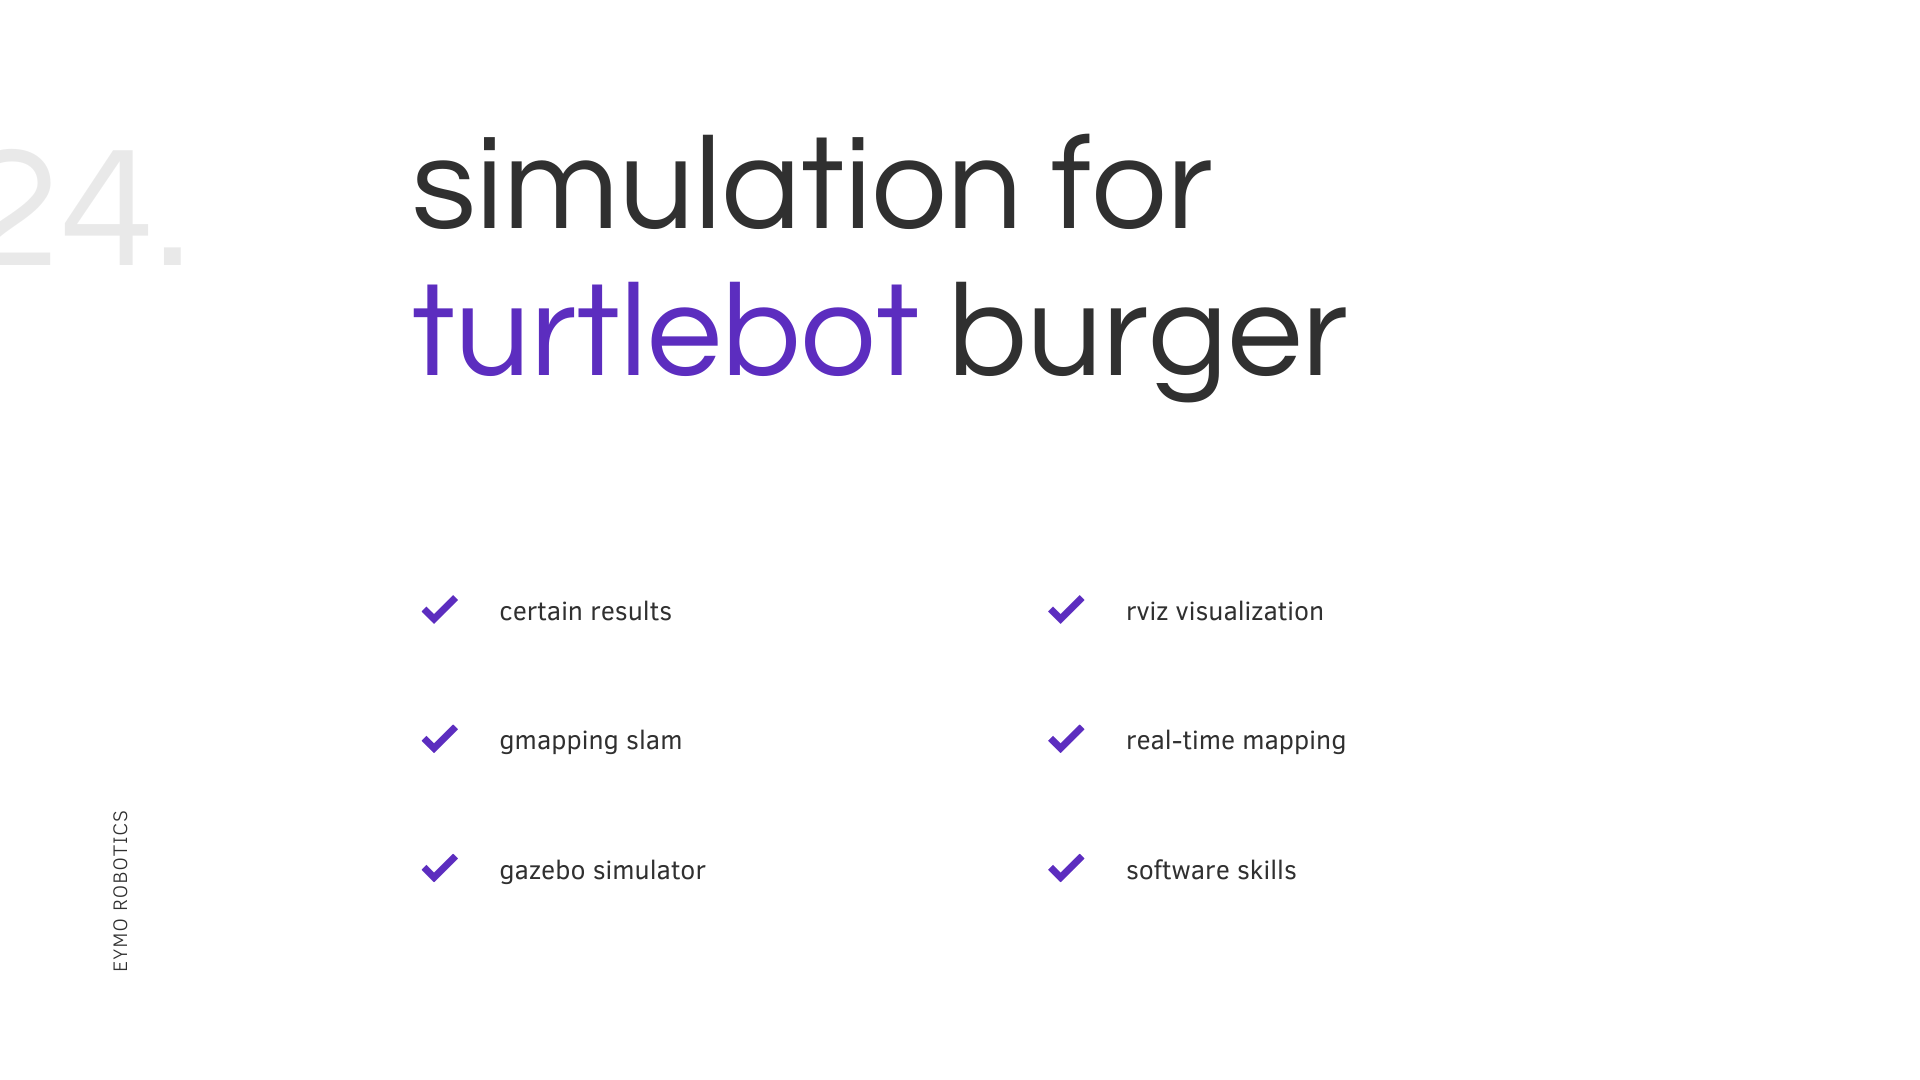 24.
simulation for
turtlebot burger
certain results
rviz visualization
gmapping slam
real-time mapping
gazebo simulator
software skills
EYMO ROBOTICS